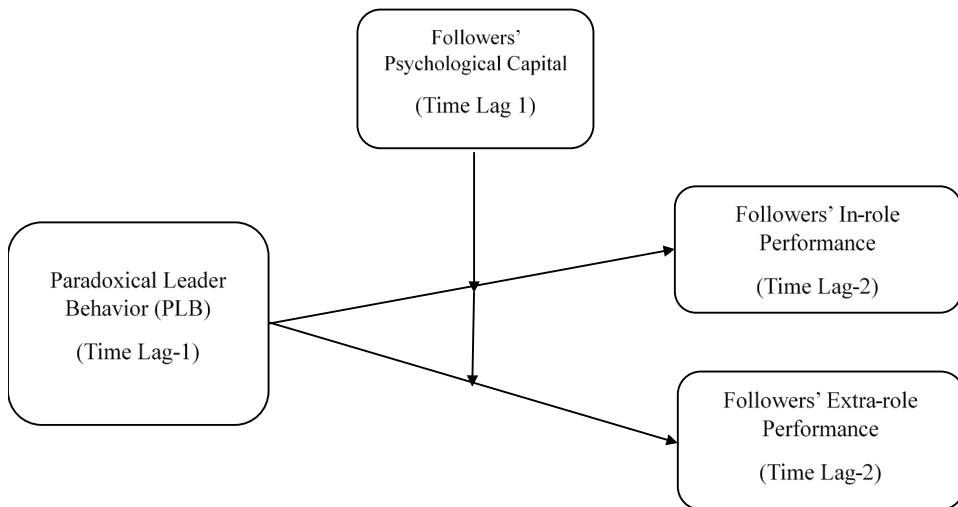 Followers’
Psychological Capital
(Time Lag 1)
Paradoxical Leader
Behavior (PLB)
(Time Lag-1)
Followers’ In-role
Performance
(Time Lag-2)
Followers’ Extra-role
Performance
(Time Lag-2)